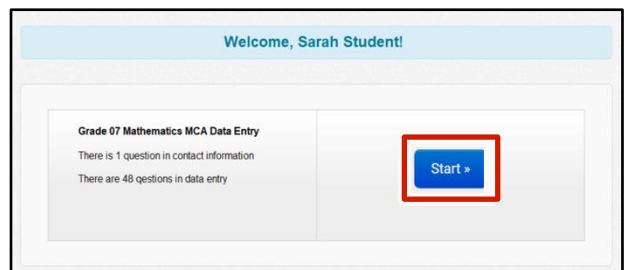 Welcome, Sarah Student!
Grade 07 Mathematics MCA Data Entry
There is 1 question in contact information
There are 48 qestions in data entry
Start »